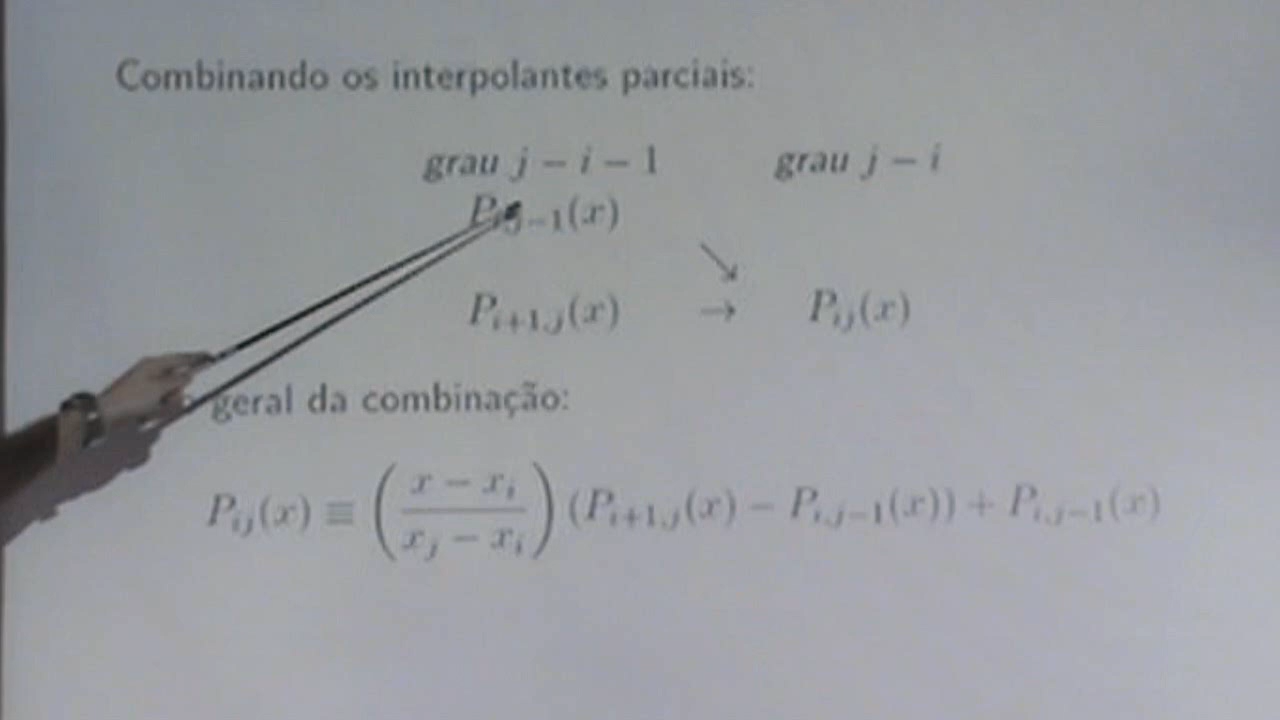 Combinando os interpolantes parciais:
grau j − i − 1 grau j − i
P_{i,j−1}(x) ↘
P_{i+1,j}(x) → P_{ij}(x)
geral da combinação:
P_{ij}(x) ≡ ((x − x_i)/(x_j − x_i)) (P_{i+1,j}(x) − P_{i,j−1}(x)) + P_{i,j−1}(x)